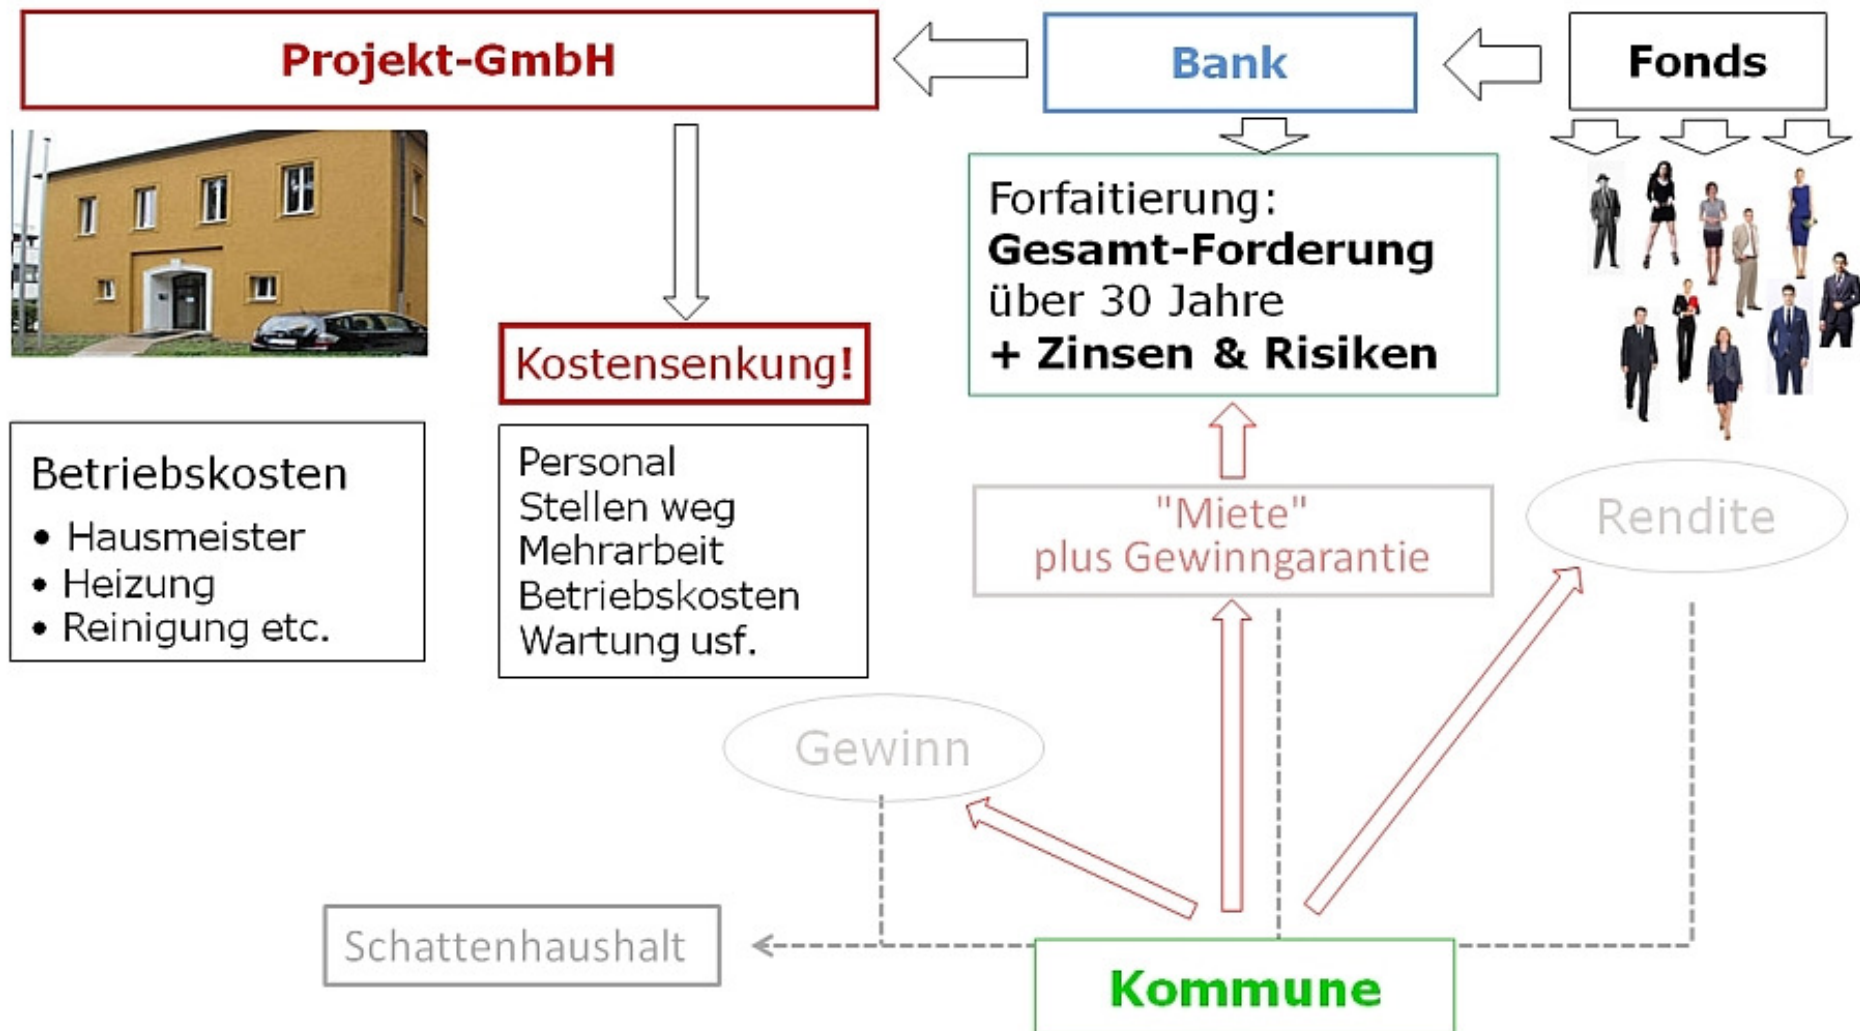 Projekt-GmbH
Bank
Fonds
Forfaitierung:
Gesamt-Forderung
über 30 Jahre
+ Zinsen & Risiken
Kostensenkung!
Betriebskosten
• Hausmeister
• Heizung
• Reinigung etc.
Personal
Stellen weg
Mehrarbeit
Betriebskosten
Wartung usf.
"Miete"
plus Gewinngarantie
Rendite
Gewinn
Schattenhaushalt
Kommune